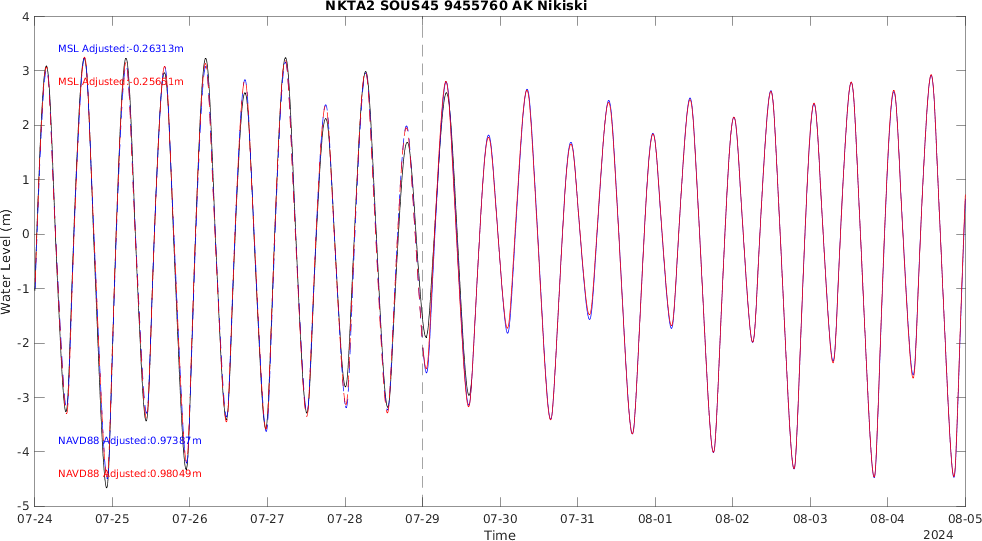 NKTA2 SOUS45 9455760 AK Nikiski
4
3
2
1
0
-1
-2
-3
-4
-5
Water Level (m)
MSL Adjusted:-0.26313m
MSL Adjusted:-0.25651m
NAVD88 Adjusted:0.97387m
NAVD88 Adjusted:0.98049m
07-24 07-25 07-26 07-27 07-28 07-29 07-30 07-31 08-01 08-02 08-03 08-04 08-05
Time
2024